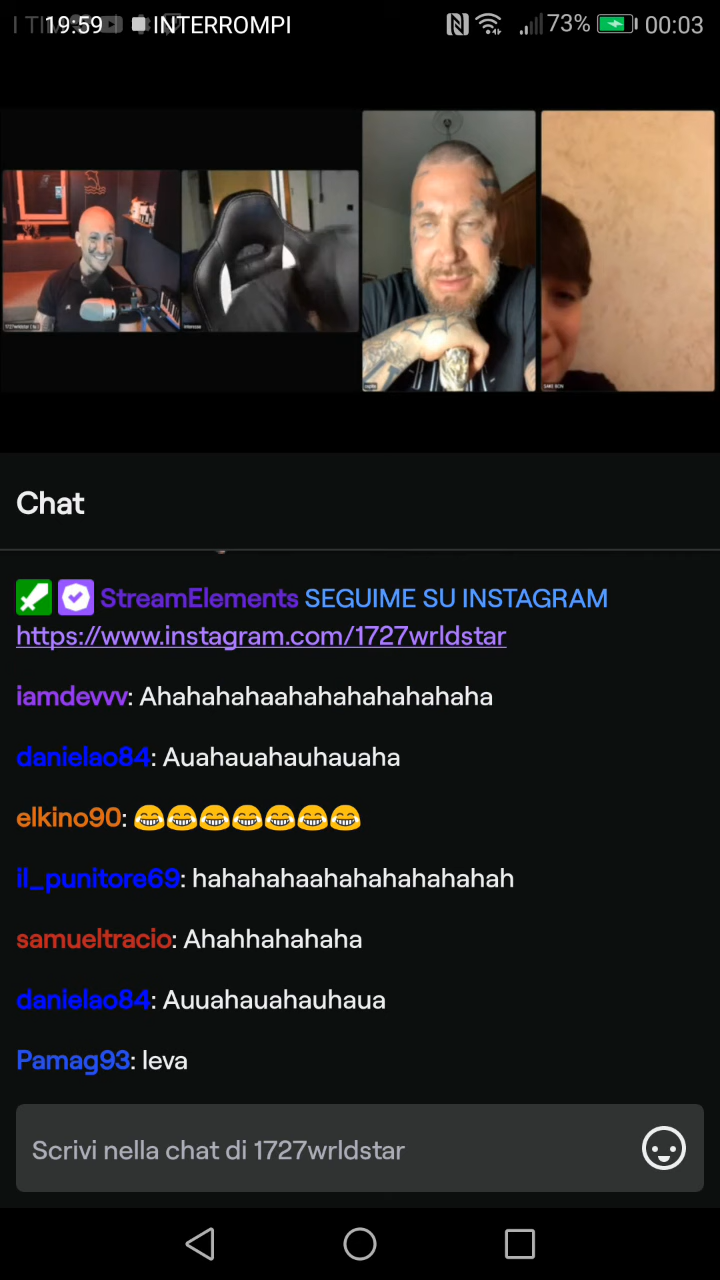 19:59 INTERROMPI 73% 00:03
1727wrldstar
Chat
StreamElements SEGUIME SU INSTAGRAM
https://www.instagram.com/1727wrldstar
iamdevvv: Ahahahahaahahahahahahaha
danielao84: Auahauahauhauaha
elkino90: 😂😂😂😂😂😂😂
il_punitore69: hahahahaahahahahahahah
samueltracio: Ahahhahahaha
danielao84: Auuahauahauhaua
Pamag93: leva
Scrivi nella chat di 1727wrldstar